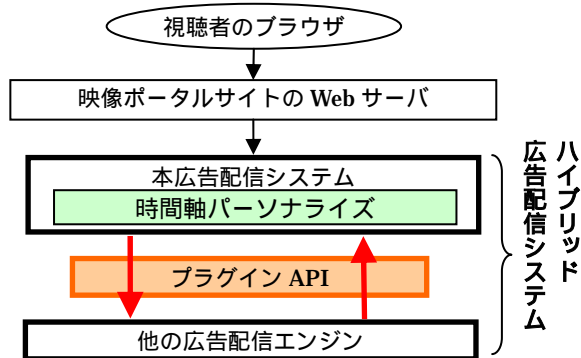 視聴者のブラウザ
映像ポータルサイトの Web サーバ
本広告配信システム
時間軸パーソナライズ
プラグイン API
他の広告配信エンジン
ハイブリッド
広告配信システム